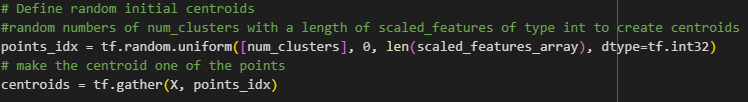 # Define random initial centroids
#random numbers of num_clusters with a length of scaled_features of type int to create centroids
points_idx = tf.random.uniform([num_clusters], 0, len(scaled_features_array), dtype=tf.int32)
# make the centroid one of the points
centroids = tf.gather(X, points_idx)